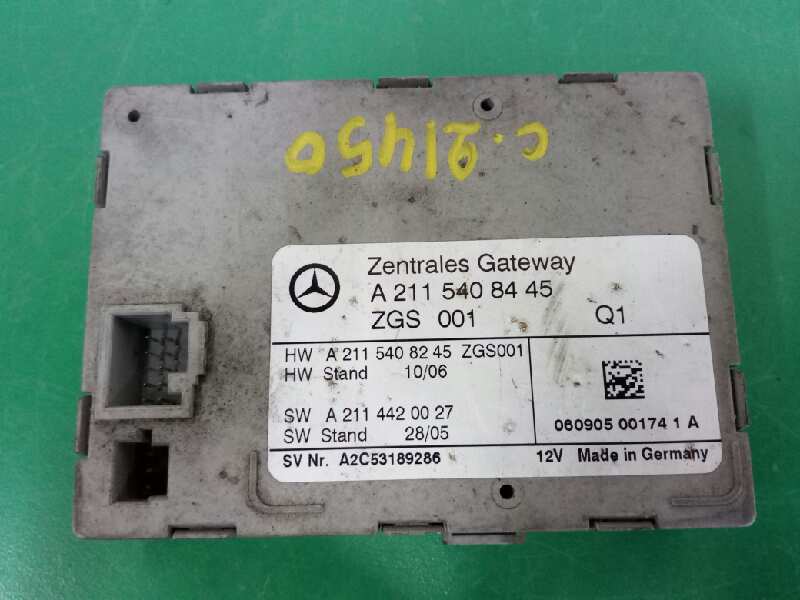 c.21450
Zentrales Gateway
A 211 540 84 45
ZGS 001 Q1
HW A 211 540 82 45 ZGS001
HW Stand 10/06
SW A 211 442 00 27
SW Stand 28/05
060905 00174 1 A
SV Nr. A2C53189286 12V Made in Germany